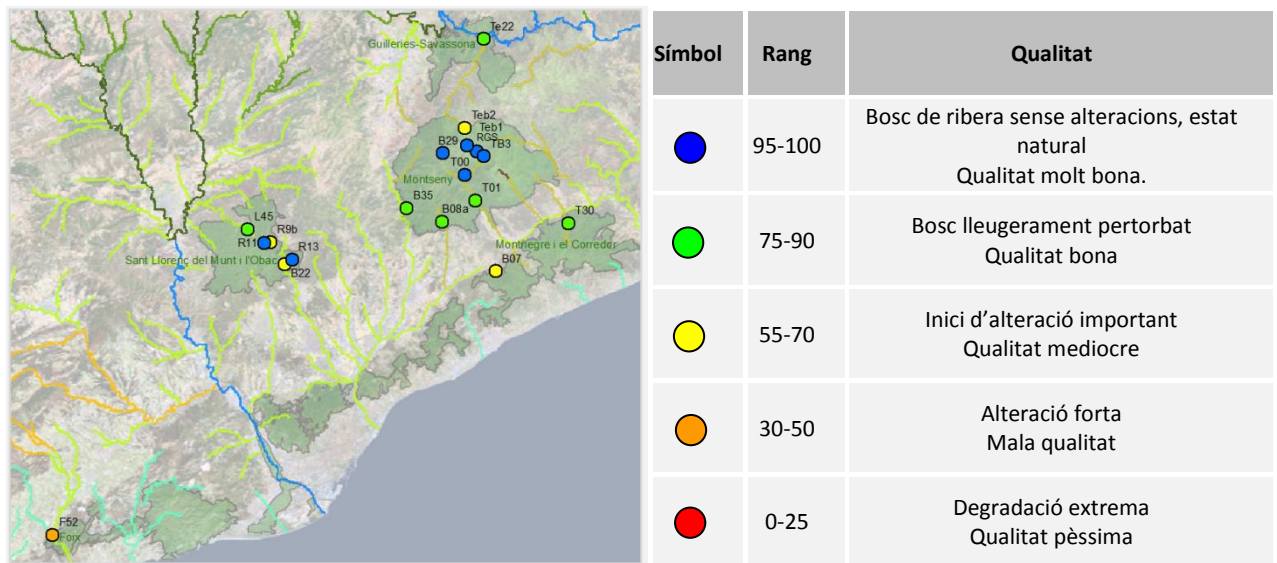 Te22
Guilleries-Savassona
Teb2
Teb1
RGS
B29
TB3
T00
Montseny
T01
B35
B08a
T30
L45
R9b
R11
R13
Montnegre i el Corredor
Sant Llorenç del Munt i l'Obac
B22
B07
F52
Foix
Símbol Rang Qualitat
95-100
Bosc de ribera sense alteracions, estat
natural
Qualitat molt bona.
75-90
Bosc lleugerament pertorbat
Qualitat bona
55-70
Inici d'alteració important
Qualitat mediocre
30-50
Alteració forta
Mala qualitat
0-25
Degradació extrema
Qualitat pèssima